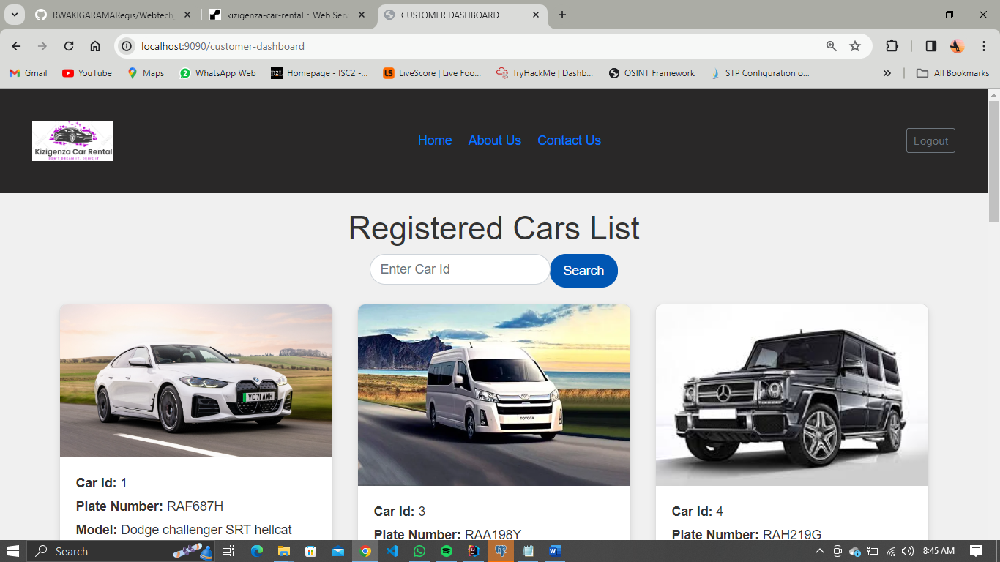 RWAKIGARAMARegis/Webtech
kizigenza-car-rental · Web Serv
CUSTOMER DASHBOARD
localhost:9090/customer-dashboard
Gmail
YouTube
Maps
WhatsApp Web
D2L
Homepage - ISC2 -...
LS
LiveScore | Live Foo...
TryHackMe | Dashb...
OSINT Framework
STP Configuration o...
»
All Bookmarks
Kizigenza Car Rental
DON'T DREAM IT, DRIVE IT
Home About Us Contact Us
Logout
Registered Cars List
Enter Car Id
Search
YC71 AWH
TOYOTA
Car Id: 1
Plate Number: RAF687H
Model: Dodge challenger SRT hellcat
Car Id: 3
Plate Number: RAA198Y
Car Id: 4
Plate Number: RAH219G
Search
8:45 AM